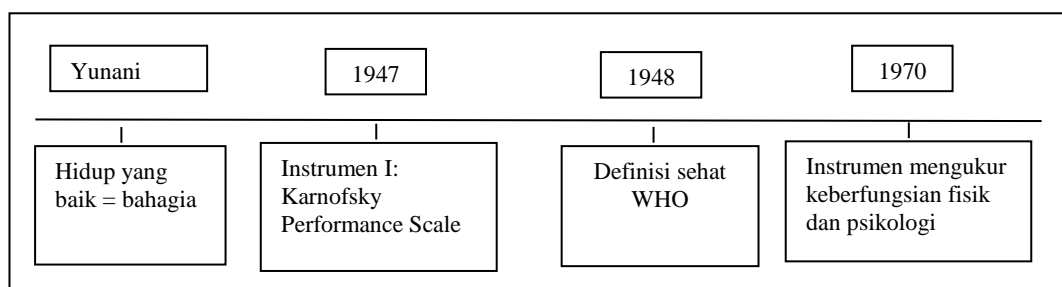 Yunani
1947
1948
1970
Hidup yang
baik = bahagia
Instrumen I:
Karnofsky
Performance Scale
Definisi sehat
WHO
Instrumen mengukur
keberfungsian fisik
dan psikologi